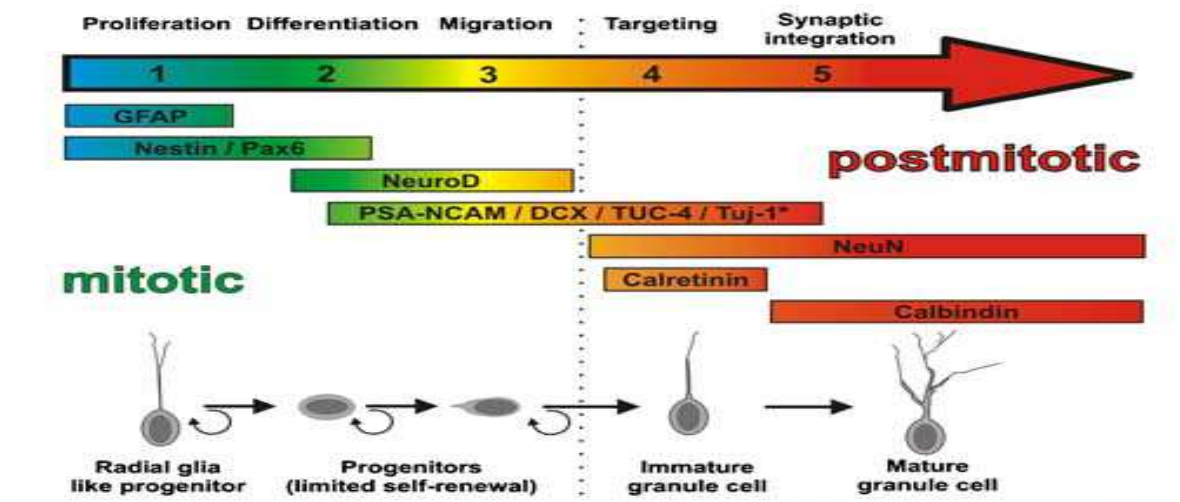 Proliferation Differentiation Migration Targeting Synaptic
integration
1 2 3 4 5
GFAP
Nestin / Pax6
postmitotic
NeuroD
PSA-NCAM / DCX / TUC-4 / Tuj-1*
NeuN
mitotic
Calretinin
Calbindin
Radial glia
like progenitor
Progenitors
(limited self-renewal)
Immature
granule cell
Mature
granule cell